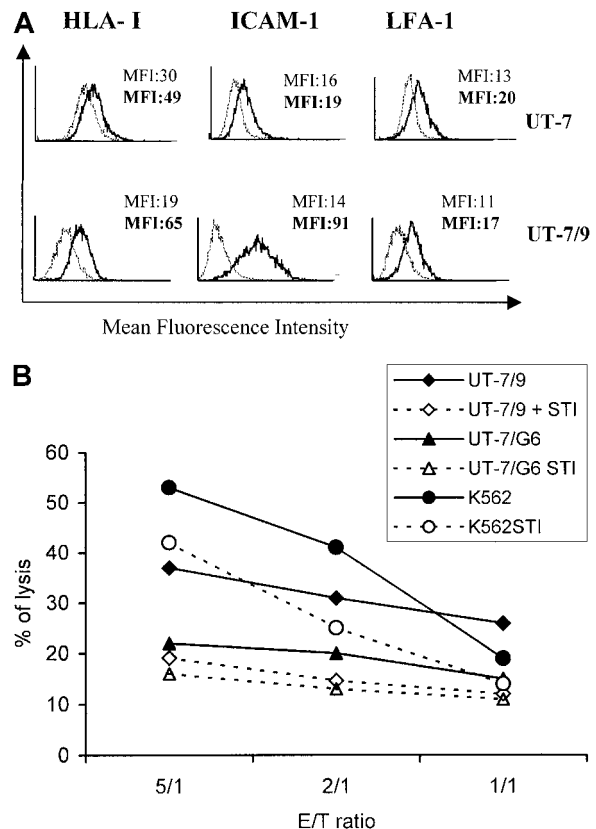 A
HLA- I ICAM-1 LFA-1
MFI:30
MFI:49
MFI:16
MFI:19
MFI:13
MFI:20
UT-7
MFI:19
MFI:65
MFI:14
MFI:91
MFI:11
MFI:17
UT-7/9
Mean Fluorescence Intensity
B
UT-7/9
UT-7/9 + STI
UT-7/G6
UT-7/G6 STI
K562
K562STI
60
50
40
30
20
10
0
% of lysis
5/1 2/1 1/1
E/T ratio